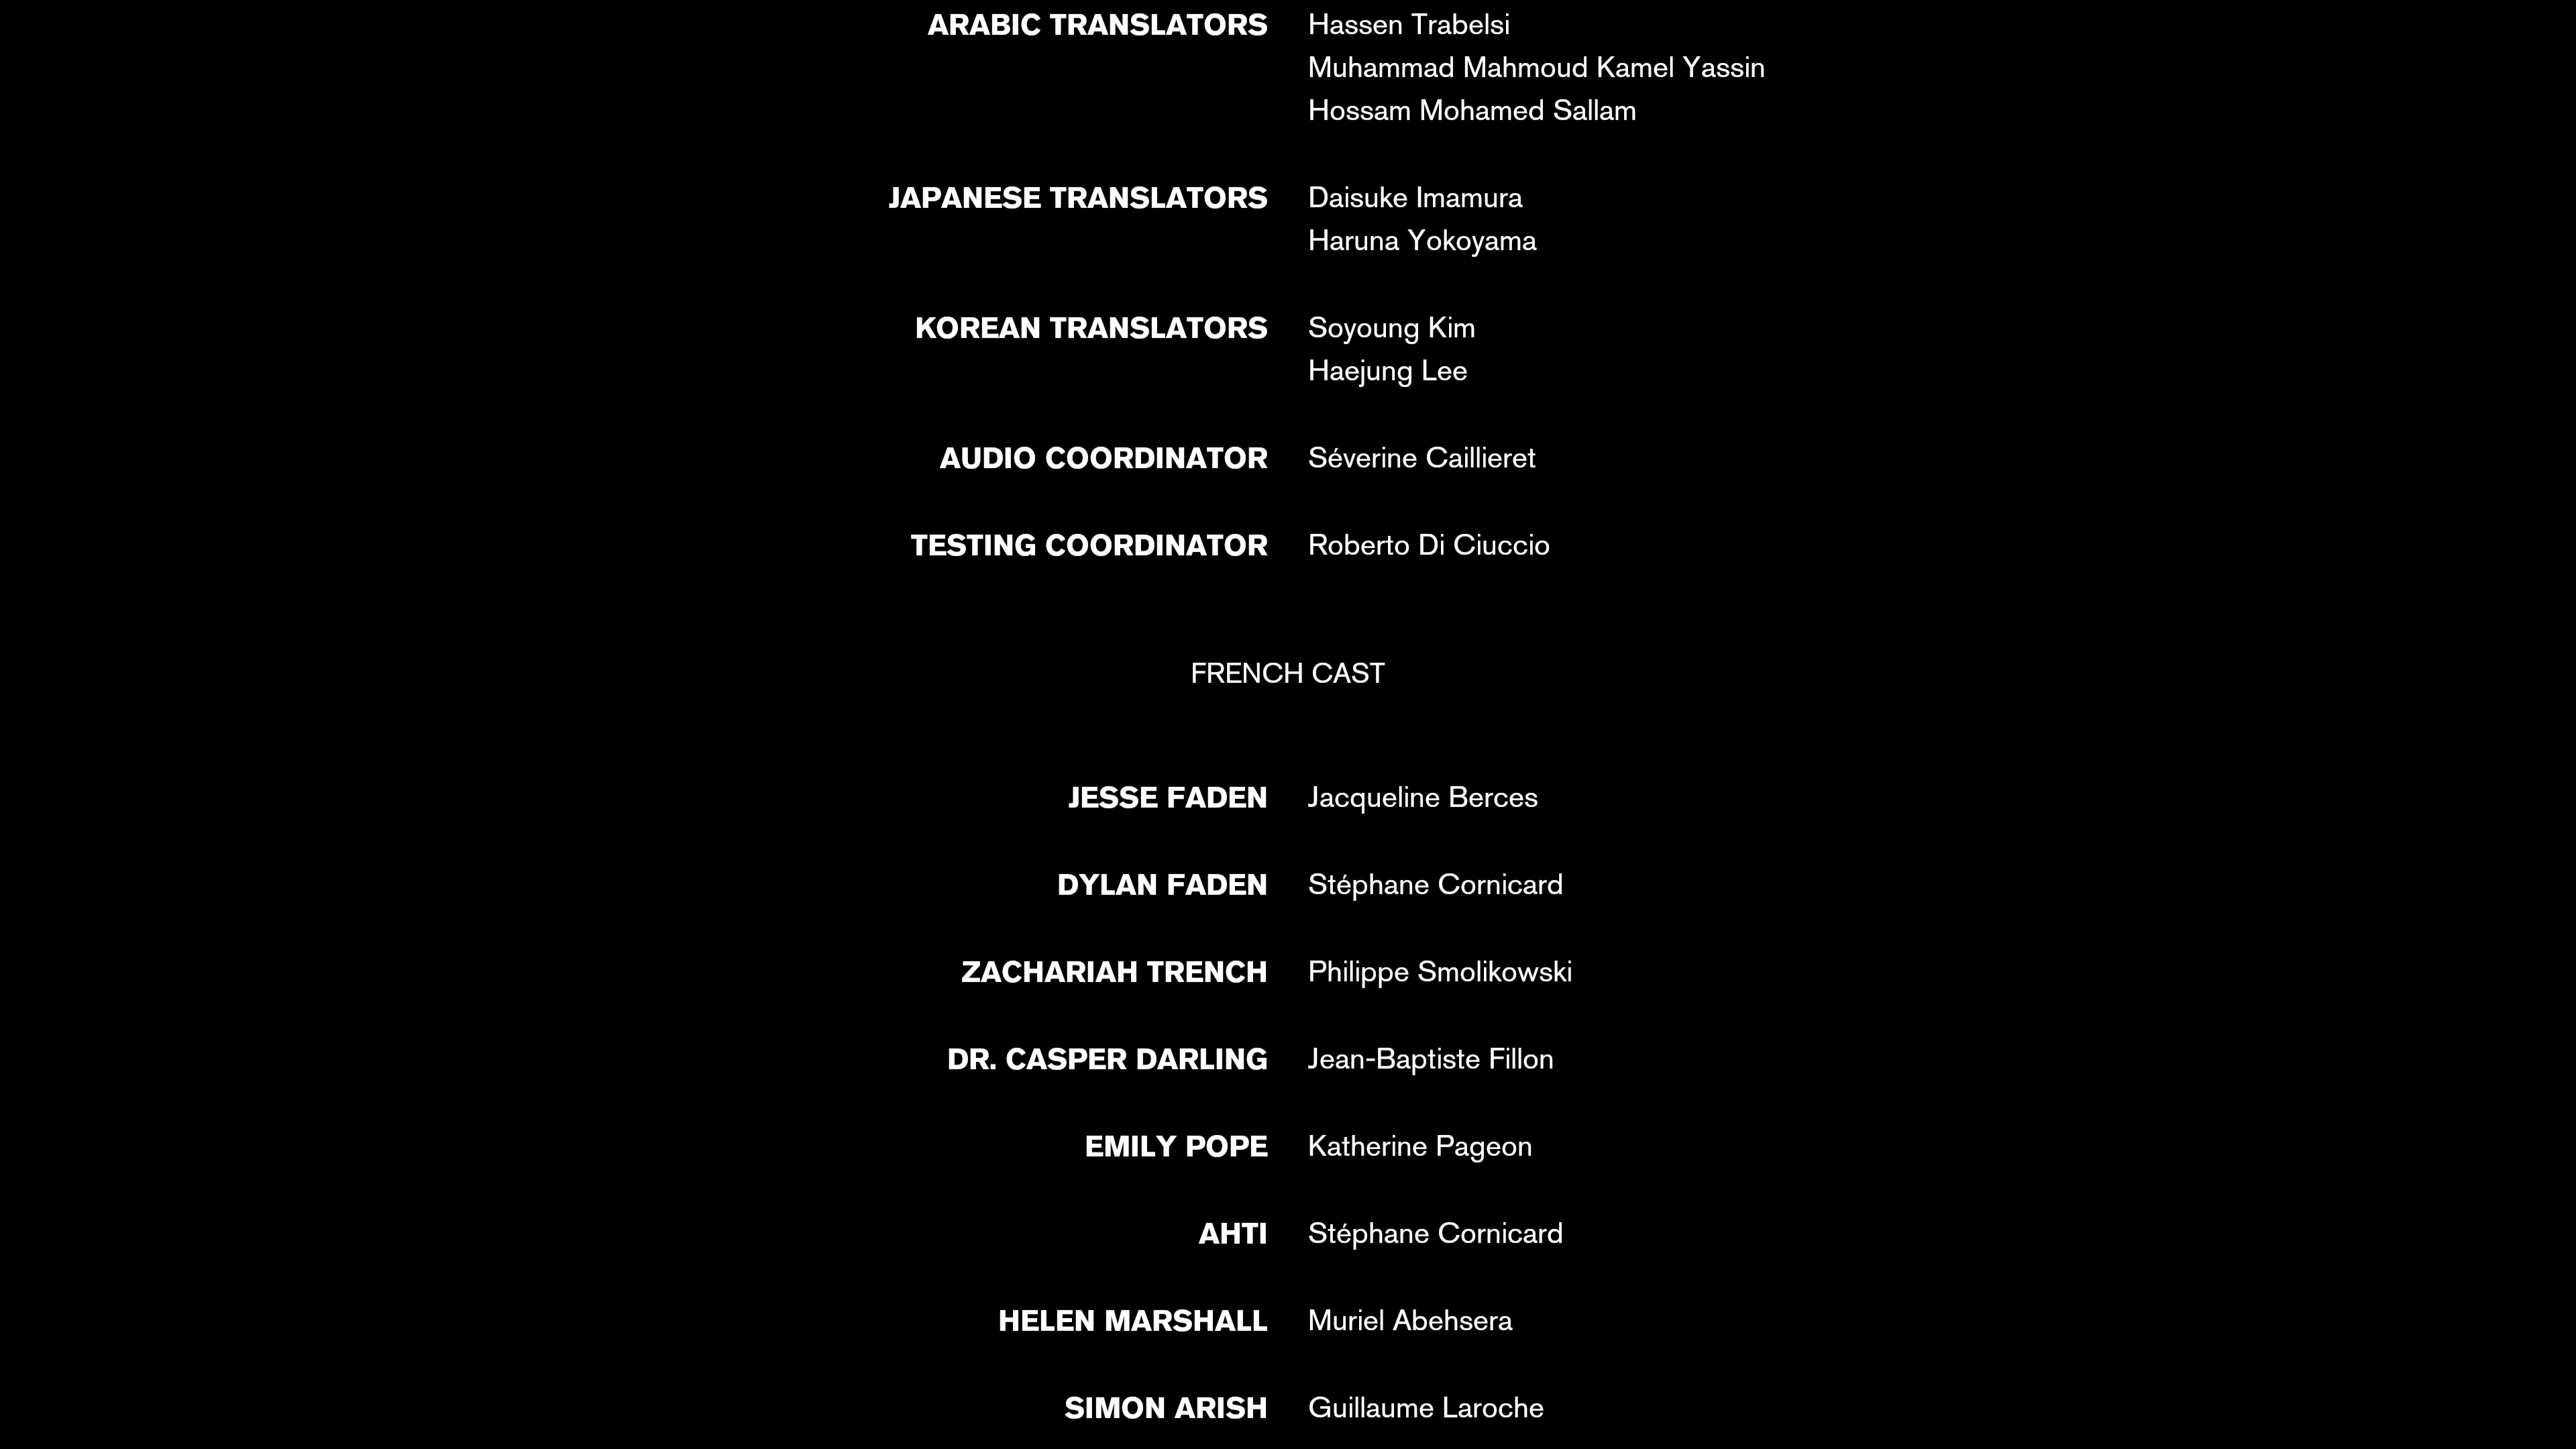 ARABIC TRANSLATORS Hassen Trabelsi
Muhammad Mahmoud Kamel Yassin
Hossam Mohamed Sallam
JAPANESE TRANSLATORS Daisuke Imamura
Haruna Yokoyama
KOREAN TRANSLATORS Soyoung Kim
Haejung Lee
AUDIO COORDINATOR Séverine Caillieret
TESTING COORDINATOR Roberto Di Ciuccio
FRENCH CAST
JESSE FADEN Jacqueline Berces
DYLAN FADEN Stéphane Cornicard
ZACHARIAH TRENCH Philippe Smolikowski
DR. CASPER DARLING Jean-Baptiste Fillon
EMILY POPE Katherine Pageon
AHTI Stéphane Cornicard
HELEN MARSHALL Muriel Abehsera
SIMON ARISH Guillaume Laroche